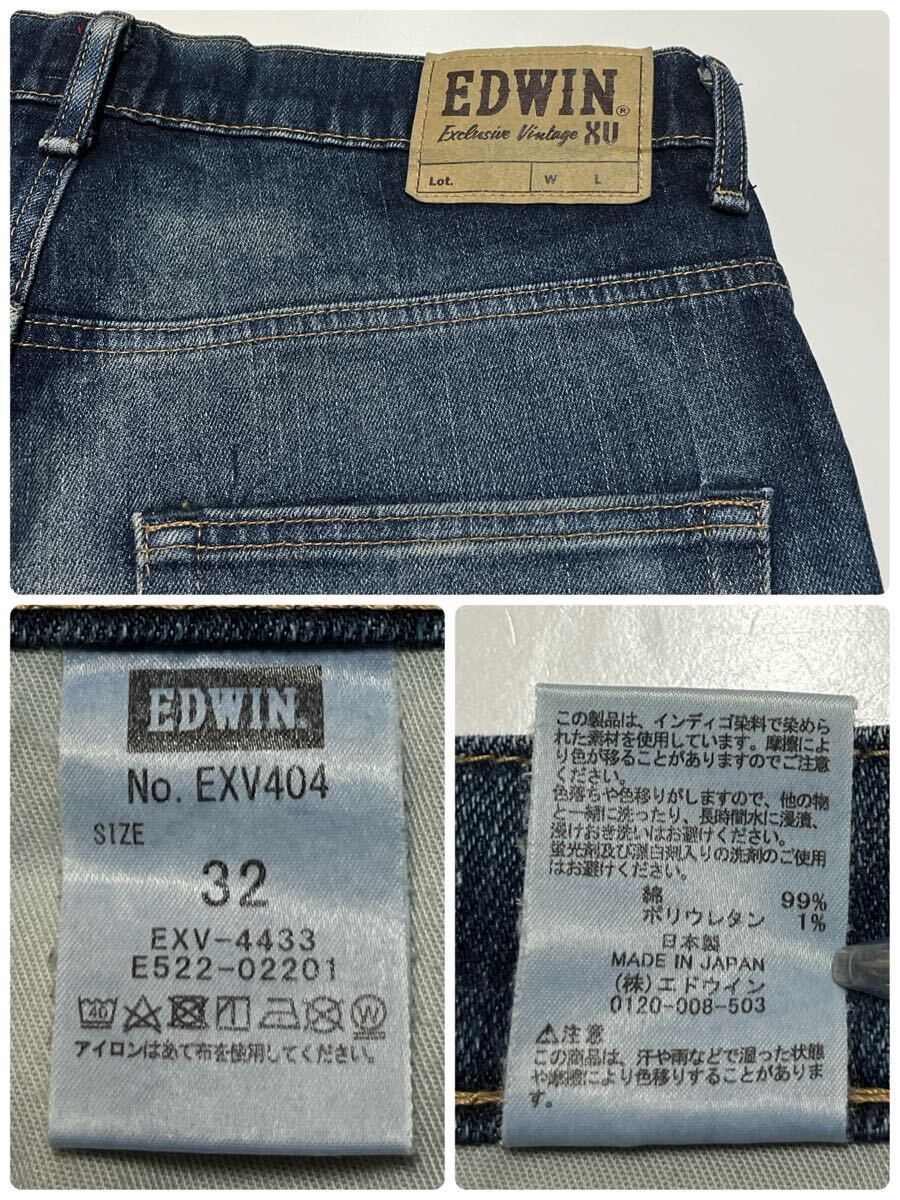 EDWIN®
Exclusive Vintage XV
Lot. W L
EDWIN.
No. EXV404
SIZE
32
EXV-4433
E522-02201
40 W
アイロンはあて布を使用してください。
この製品は、インディゴ染料で染めら
れた素材を使用しています。摩擦によ
り色が移ることがありますのでご注意
ください。
色落ちや色移りがしますので、他の物
と一緒に洗ったり、長時間水に浸漬、
浸けおき洗いはお避けください。
蛍光剤及び漂白剤入りの洗剤のご使用
はお避けください。
綿 99%
ポリウレタン 1%
日本製
MADE IN JAPAN
(株)エドウイン
0120-008-503
⚠注意
この商品は、汗や雨などで湿った状態
や摩擦により色移りすることがありま
す。